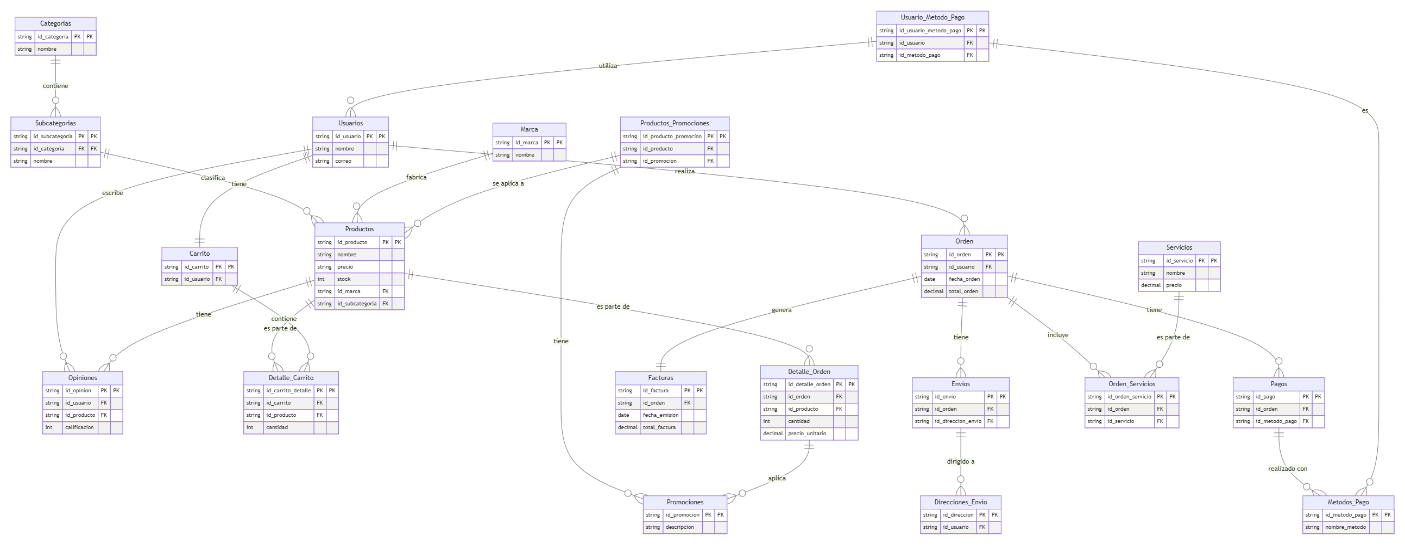 Categorias
string id_categoria PK PK
string nombre
contiene
Usuario_Metodo_Pago
string id_usuario_metodo_pago PK PK
string id_usuario FK
string id_metodo_pago FK
utiliza
es
Subcategorias
string id_subcategoria PK PK
string id_categoria FK FK
string nombre
Usuarios
string id_usuario PK PK
string nombre
string correo
Marca
string id_marca PK PK
string nombre
Productos_Promociones
string id_producto_promocion PK PK
string id_producto FK
string id_promocion FK
clasifica
tiene
fabrica
se aplica a
realiza
escribe
Productos
string id_producto PK PK
string nombre
string precio
int stock
string id_marca FK
string id_subcategoria FK
Carrito
string id_carrito PK PK
string id_usuario FK FK
Orden
string id_orden PK PK
string id_usuario FK
date fecha_orden
decimal total_orden
Servicios
string id_servicio PK PK
string nombre
decimal precio
tiene
contiene
es parte de
es parte de
genera
tiene
incluye
tiene
es parte de
tiene
Opiniones
string id_opinion PK PK
string id_usuario FK
string id_producto FK
int calificacion
Detalle_Carrito
string id_carrito_detalle PK PK
string id_carrito FK
string id_producto FK
int cantidad
Facturas
string id_factura PK PK
string id_orden FK
date fecha_emision
decimal total_factura
Detalle_Orden
string id_detalle_orden PK PK
string id_orden FK
string id_producto FK
int cantidad
decimal precio_unitario
Envios
string id_envio PK PK
string id_orden FK
string id_direccion_envio FK
Orden_Servicios
string id_orden_servicio PK PK
string id_orden FK
string id_servicio FK
Pagos
string id_pago PK PK
string id_orden FK
string id_metodo_pago FK
aplica
dirigido a
realizado con
Promociones
string id_promocion PK PK
string descripcion
Direcciones_Envio
string id_direccion PK PK
string id_usuario FK
Metodos_Pago
string id_metodo_pago PK PK
string nombre_metodo